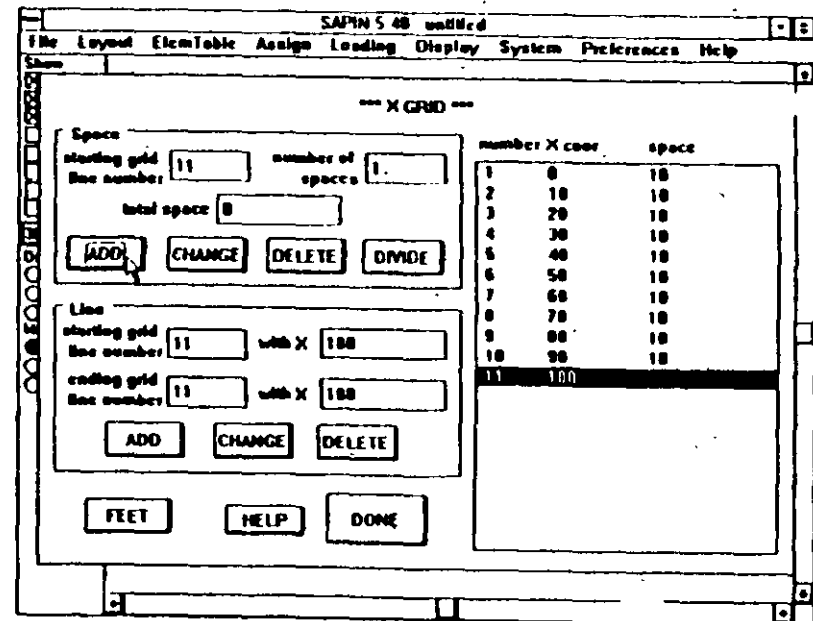 SAPIN 5.40 untitled
File Layout ElemTable Assign Loading Display System Preferences Help
Show
*** X GRID ***
Space
starting grid line number 11
number of spaces 1
total space 0
ADD CHANGE DELETE DIVIDE
Line
starting grid line number 11 with X 100
ending grid line number 11 with X 100
ADD CHANGE DELETE
FEET HELP DONE
number X coor space
1 0 10
2 10 10
3 20 10
4 30 10
5 40 10
6 50 10
7 60 10
8 70 10
9 80 10
10 90 10
11 100